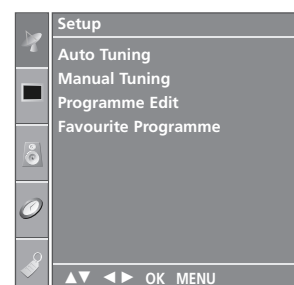 Setup
Auto Tuning
Manual Tuning
Programme Edit
Favourite Programme
▲▼ ◄► OK MENU